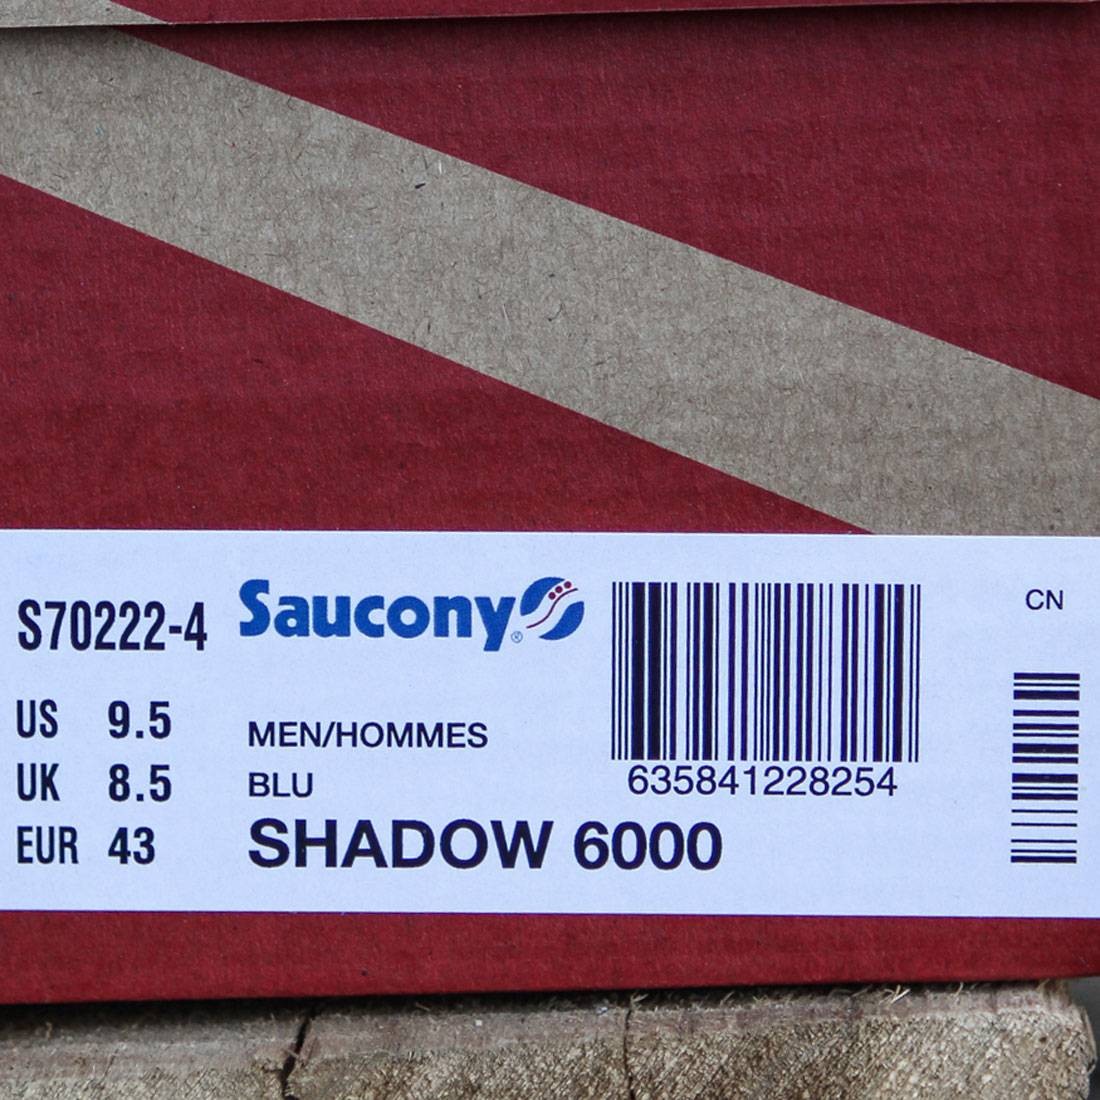 S70222-4
Saucony®
CN
US 9.5
UK 8.5
EUR 43
MEN/HOMMES
BLU
SHADOW 6000
635841228254